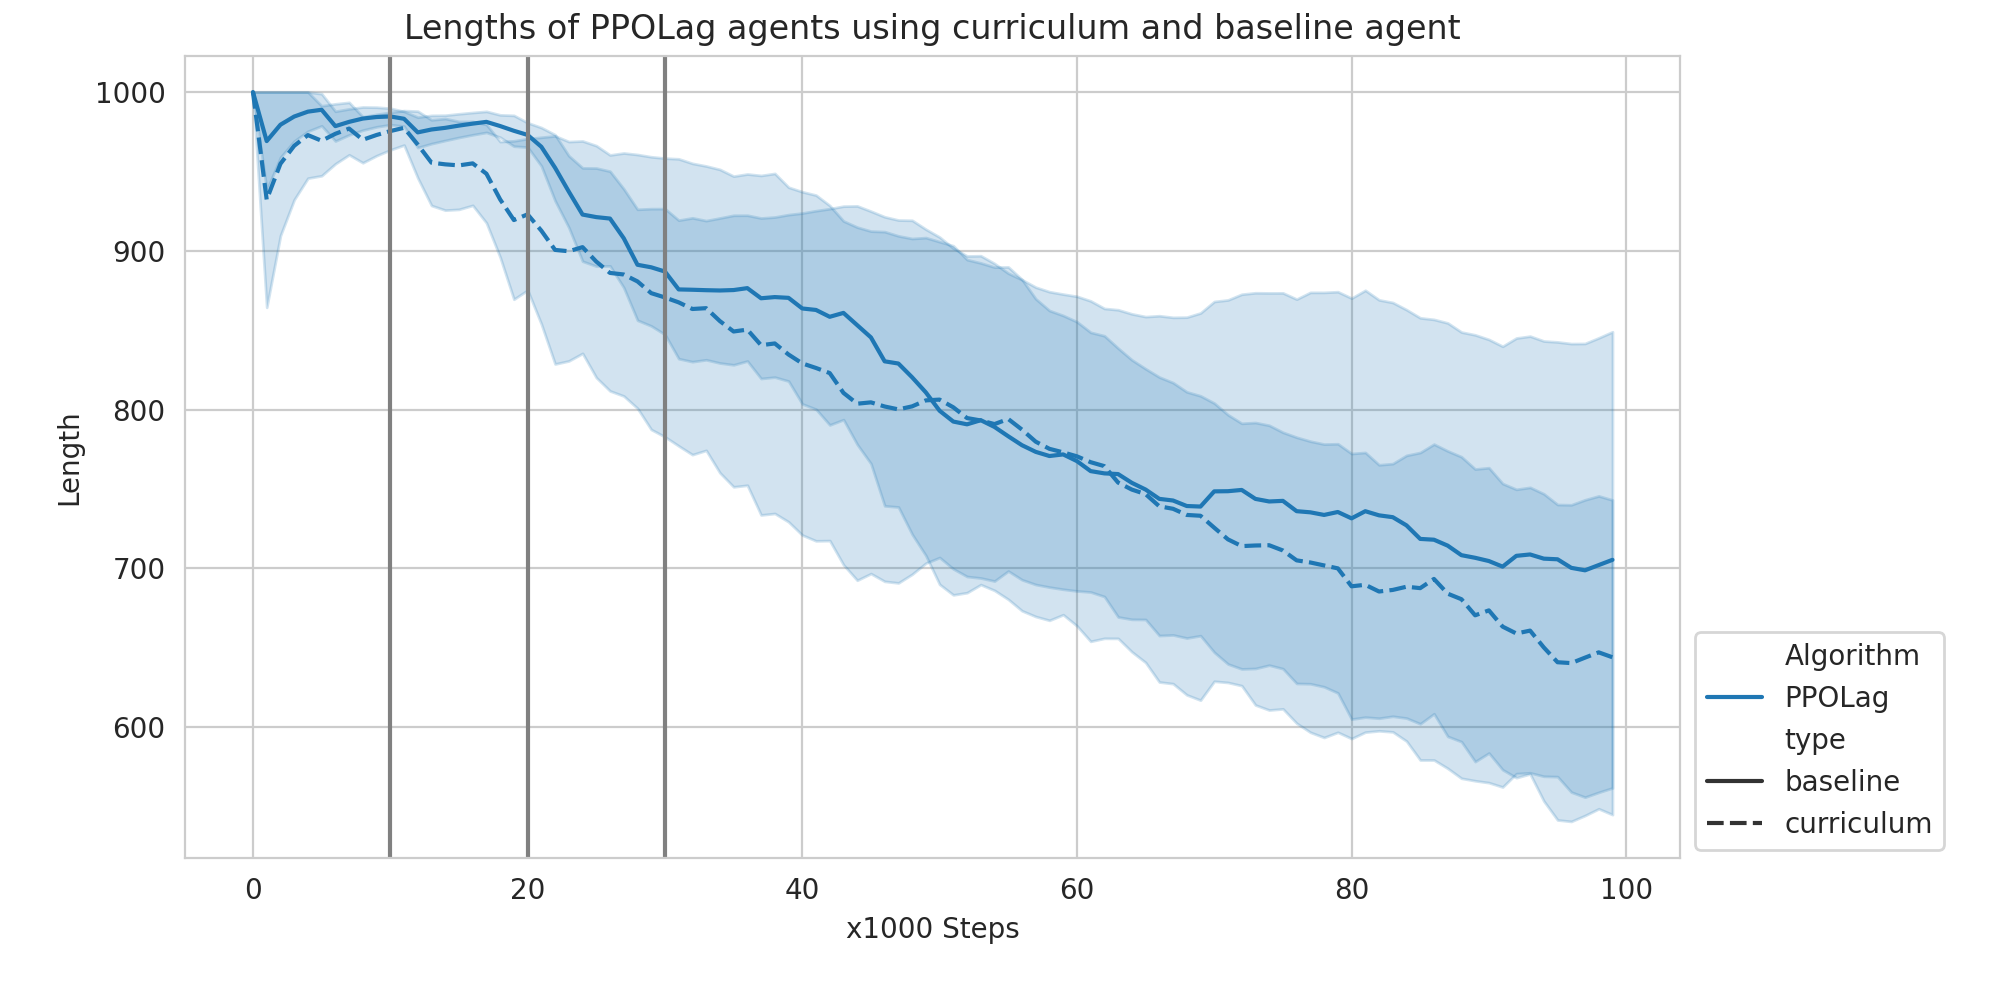 Lengths of PPOLag agents using curriculum and baseline agent
1000
900
800
700
600
Length
0 20 40 60 80 100
x1000 Steps
Algorithm
PPOLag
type
baseline
curriculum